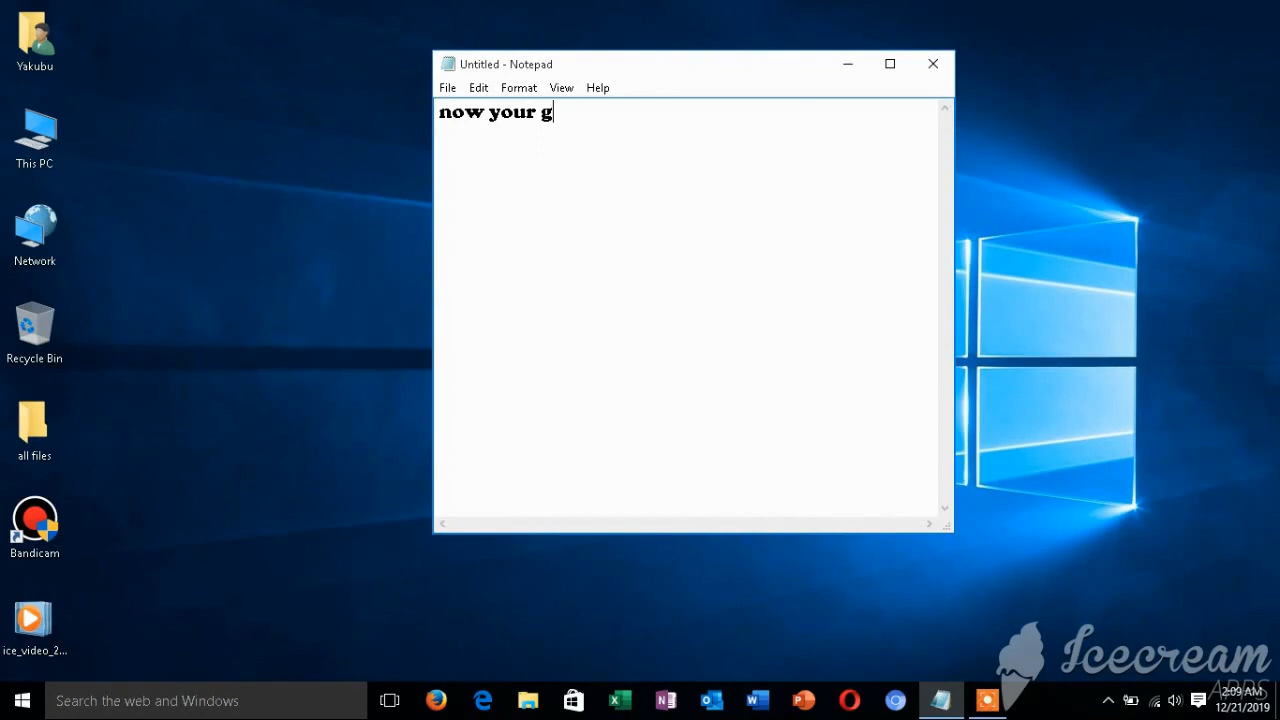 Yakubu
This PC
Network
Recycle Bin
all files
Bandicam
ice_video_2...
Untitled - Notepad
File Edit Format View Help
now your g
Icecream
APPS
Search the web and Windows
2:09 AM
12/21/2019